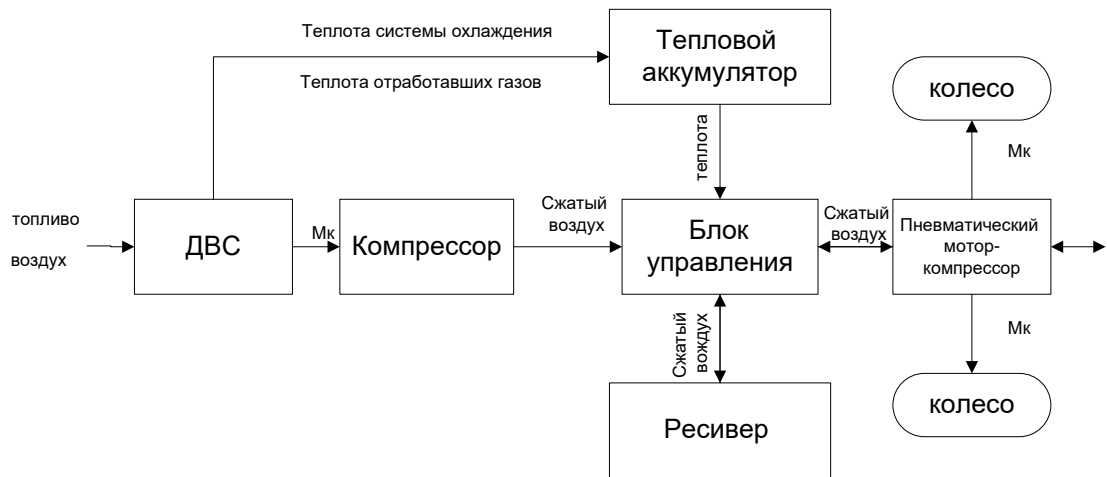 Теплота системы охлаждения
Теплота отработавших газов
Тепловой
аккумулятор
колесо
теплота
Мк
топливо
воздух
ДВС
Мк
Компрессор
Сжатый
воздух
Блок
управления
Сжатый
воздух
Пневматический
мотор-
компрессор
Сжатый
вождух
Мк
Ресивер
колесо